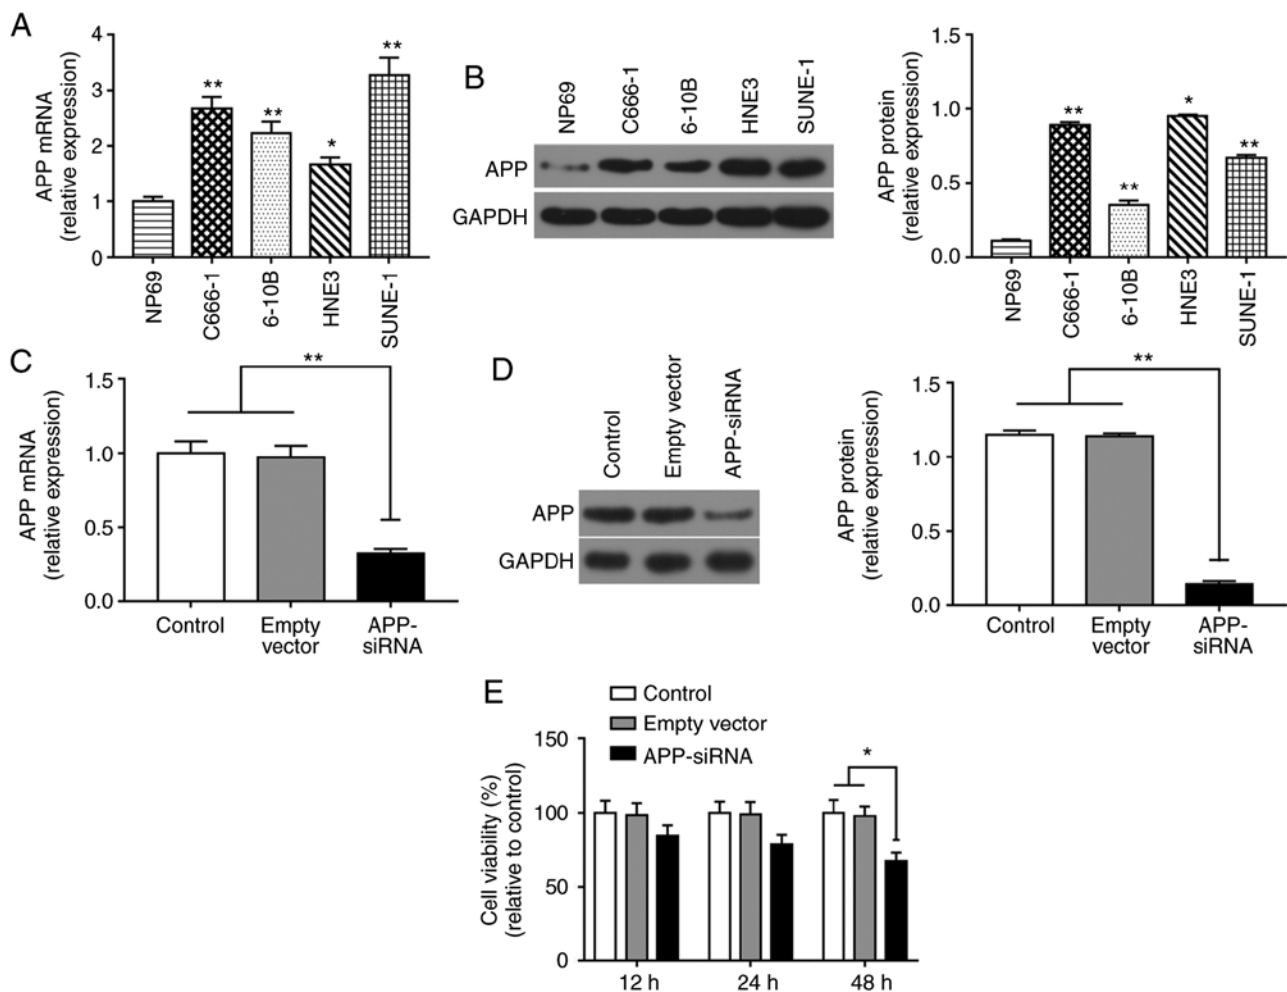 A
APP mRNA
(relative expression)
4
3
2
1
0
**
**
*
**
NP69
C666-1
6-10B
HNE3
SUNE-1
B
NP69
C666-1
6-10B
HNE3
SUNE-1
APP
GAPDH
APP protein
(relative expression)
1.5
1.0
0.5
0.0
**
**
*
**
NP69
C666-1
6-10B
HNE3
SUNE-1
C
APP mRNA
(relative expression)
1.5
1.0
0.5
0.0
**
Control
Empty
vector
APP-
siRNA
D
Control
Empty vector
APP-siRNA
APP
GAPDH
APP protein
(relative expression)
1.5
1.0
0.5
0.0
**
Control
Empty
vector
APP-
siRNA
E
Control
Empty vector
APP-siRNA
Cell viability (%)
(relative to control)
150
100
50
0
*
12 h
24 h
48 h